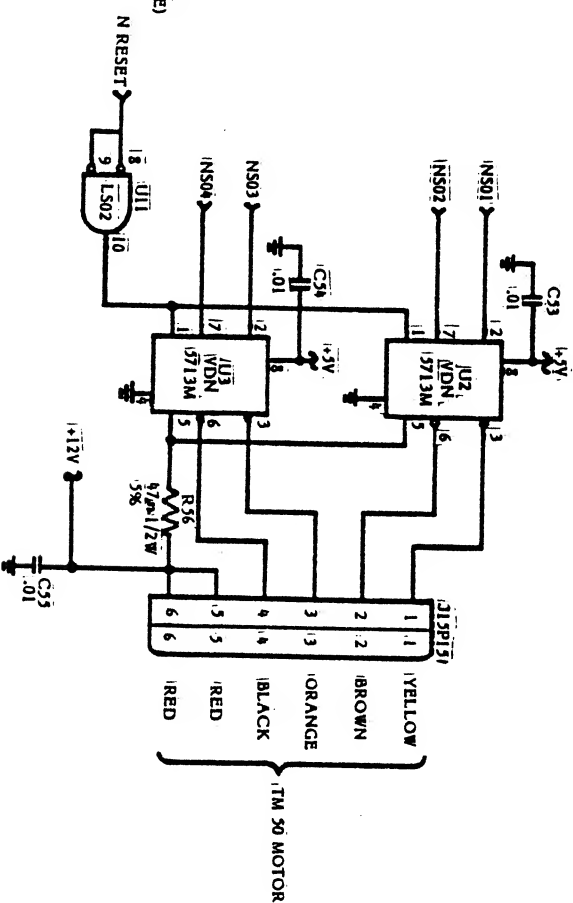 E)
N RESET
8
9
U11
LS02
10
NS04
NS03
NS02
NS01
C54
.01
+5V
C53
.01
+5V
1
7
2
8
U3
VDN
5713M
4
5
6
3
1
7
2
8
U2
VDN
5713M
4
5
6
3
+12V
R56
47Ω 1/2W
5%
C55
.01
J15P15
6 6
5 5
4 4
3 3
2 2
1 1
RED
RED
BLACK
ORANGE
BROWN
YELLOW
TM 50 MOTOR